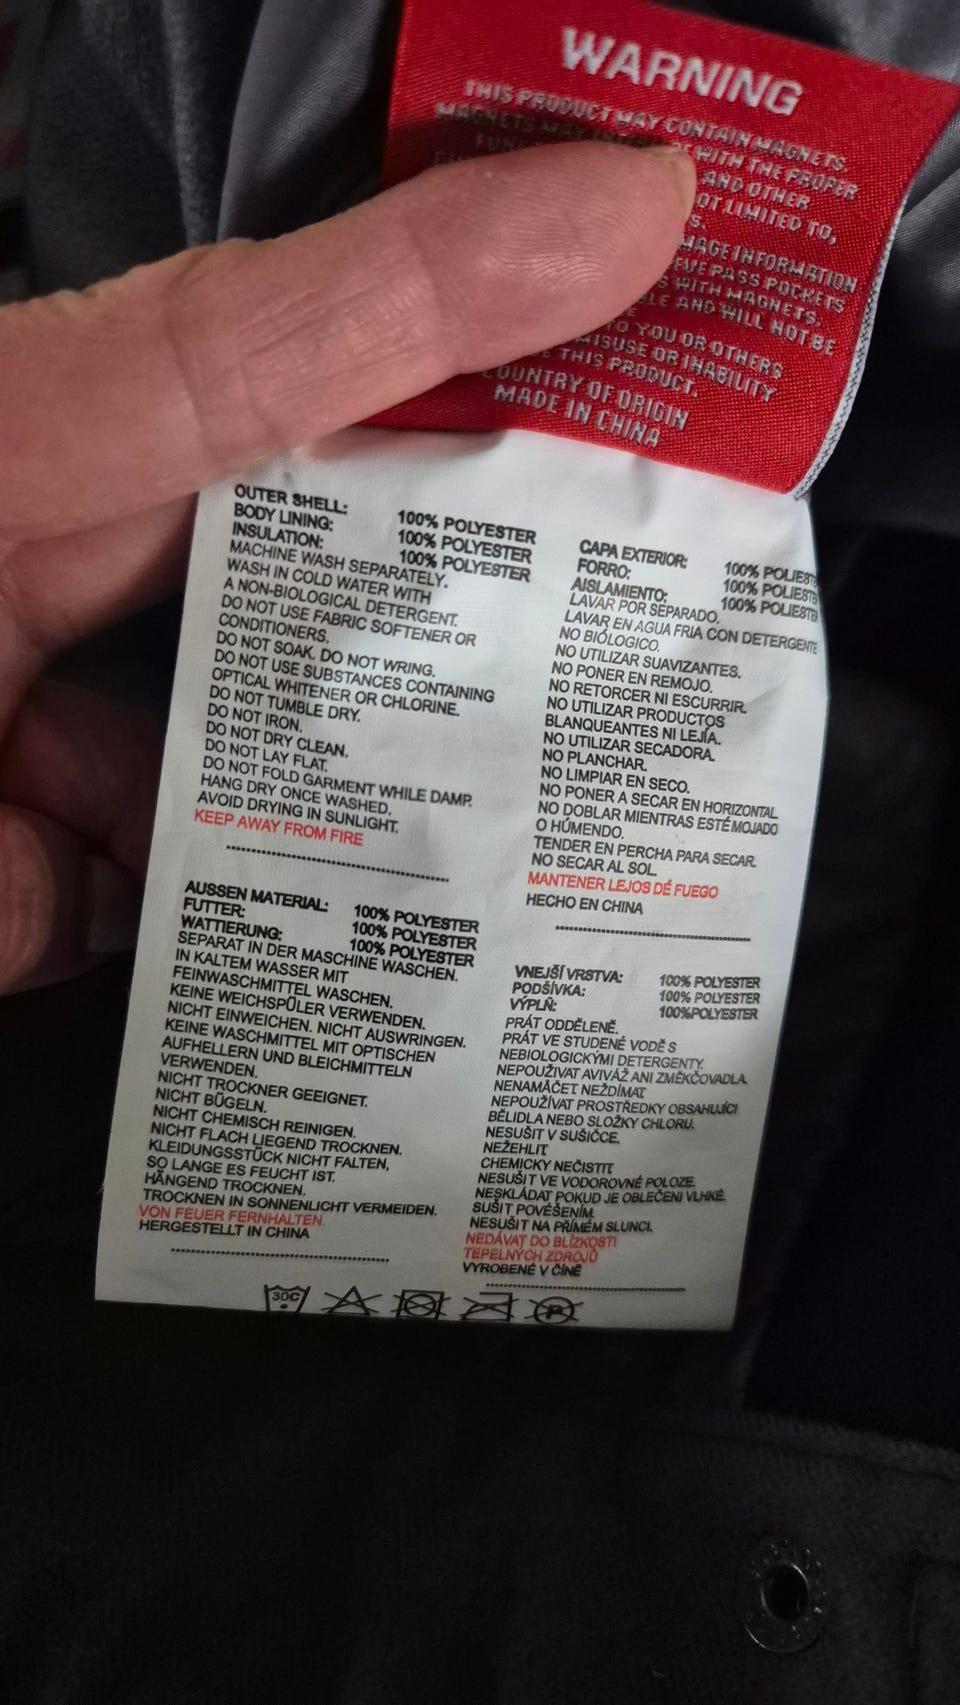 WARNING
THIS PRODUCT MAY CONTAIN MAGNETS.
MAGNETS MAY WITH THE PROPER
AND OTHER
LIMITED TO,
INFORMATION
PASS POCKETS
WITH MAGNETS.
AND WILL NOT BE
TO YOU OR OTHERS
MISUSE OR INABILITY
THIS PRODUCT.
COUNTRY OF ORIGIN
MADE IN CHINA
OUTER SHELL: 100% POLYESTER
BODY LINING: 100% POLYESTER
INSULATION: 100% POLYESTER
MACHINE WASH SEPARATELY.
WASH IN COLD WATER WITH
A NON-BIOLOGICAL DETERGENT.
DO NOT USE FABRIC SOFTENER OR
CONDITIONERS.
DO NOT SOAK. DO NOT WRING.
DO NOT USE SUBSTANCES CONTAINING
OPTICAL WHITENER OR CHLORINE.
DO NOT TUMBLE DRY.
DO NOT IRON.
DO NOT DRY CLEAN.
DO NOT LAY FLAT.
DO NOT FOLD GARMENT WHILE DAMP.
HANG DRY ONCE WASHED.
AVOID DRYING IN SUNLIGHT.
KEEP AWAY FROM FIRE
AUSSEN MATERIAL: 100% POLYESTER
FUTTER: 100% POLYESTER
WATTIERUNG: 100% POLYESTER
SEPARAT IN DER MASCHINE WASCHEN.
IN KALTEM WASSER MIT
FEINWASCHMITTEL WASCHEN.
KEINE WEICHSPÜLER VERWENDEN.
NICHT EINWEICHEN. NICHT AUSWRINGEN.
KEINE WASCHMITTEL MIT OPTISCHEN
AUFHELLERN UND BLEICHMITTELN
VERWENDEN.
NICHT TROCKNER GEEIGNET.
NICHT BÜGELN.
NICHT CHEMISCH REINIGEN.
NICHT FLACH LIEGEND TROCKNEN.
KLEIDUNGSSTÜCK NICHT FALTEN,
SO LANGE ES FEUCHT IST.
HÄNGEND TROCKNEN.
TROCKNEN IN SONNENLICHT VERMEIDEN.
VON FEUER FERNHALTEN.
HERGESTELLT IN CHINA
CAPA EXTERIOR: 100%
FORRO: 100%
AISLAMIENTO: 100%
LAVAR POR SEPARADO.
LAVAR EN AGUA FRIA CON DETERGENTE
NO BIÓLOGICO.
NO UTILIZAR SUAVIZANTES.
NO PONER EN REMOJO.
NO RETORCER NI ESCURRIR.
NO UTILIZAR PRODUCTOS
BLANQUEANTES NI LEJÍA.
NO UTILIZAR SECADORA.
NO PLANCHAR.
NO LIMPIAR EN SECO.
NO PONER A SECAR EN HORIZONTAL
NO DOBLAR MIENTRAS ESTÉ MOJADO
O HÚMENDO.
TENDER EN PERCHA PARA SECAR.
NO SECAR AL SOL.
MANTENER LEJOS DÉ FUEGO
HECHO EN CHINA
VNEJŠÍ VRSTVA: 100% POLYESTER
PODŠÍVKA: 100% POLYESTER
VÝPLŇ: 100%POLYESTER
PRÁT ODDĚLENĚ.
PRÁT VE STUDENÉ VODĚ S
NEBIOLOGICKÝMI DETERGENTY.
NEPOUŽIVAT AVIVÁŽ ANI ZMĚKČOVADLA.
NENAMÁČET NEŽDÍMAT.
NEPOUŽÍVAT PROSTŘEDKY OBSAHUJÍCI
BĚLIDLA NEBO SLOŽKY CHLORU.
NESUŠIT V SUŠIČCE.
NEŽEHLIT.
CHEMICKY NEČISTIT.
NESUŠIT VE VODOROVNÉ POLOZE.
NESKLÁDAT POKUD JE OBLEČENI VLHKÉ.
SUŠIT POVĚŠENÍM.
NESUŠIT NA PŘÍMÉM SLUNCI.
NEDÁVAT DO BLÍZKOSTI
TEPELNÝCH ZDROJŮ
VYROBENÉ V ČÍNĚ
30C P